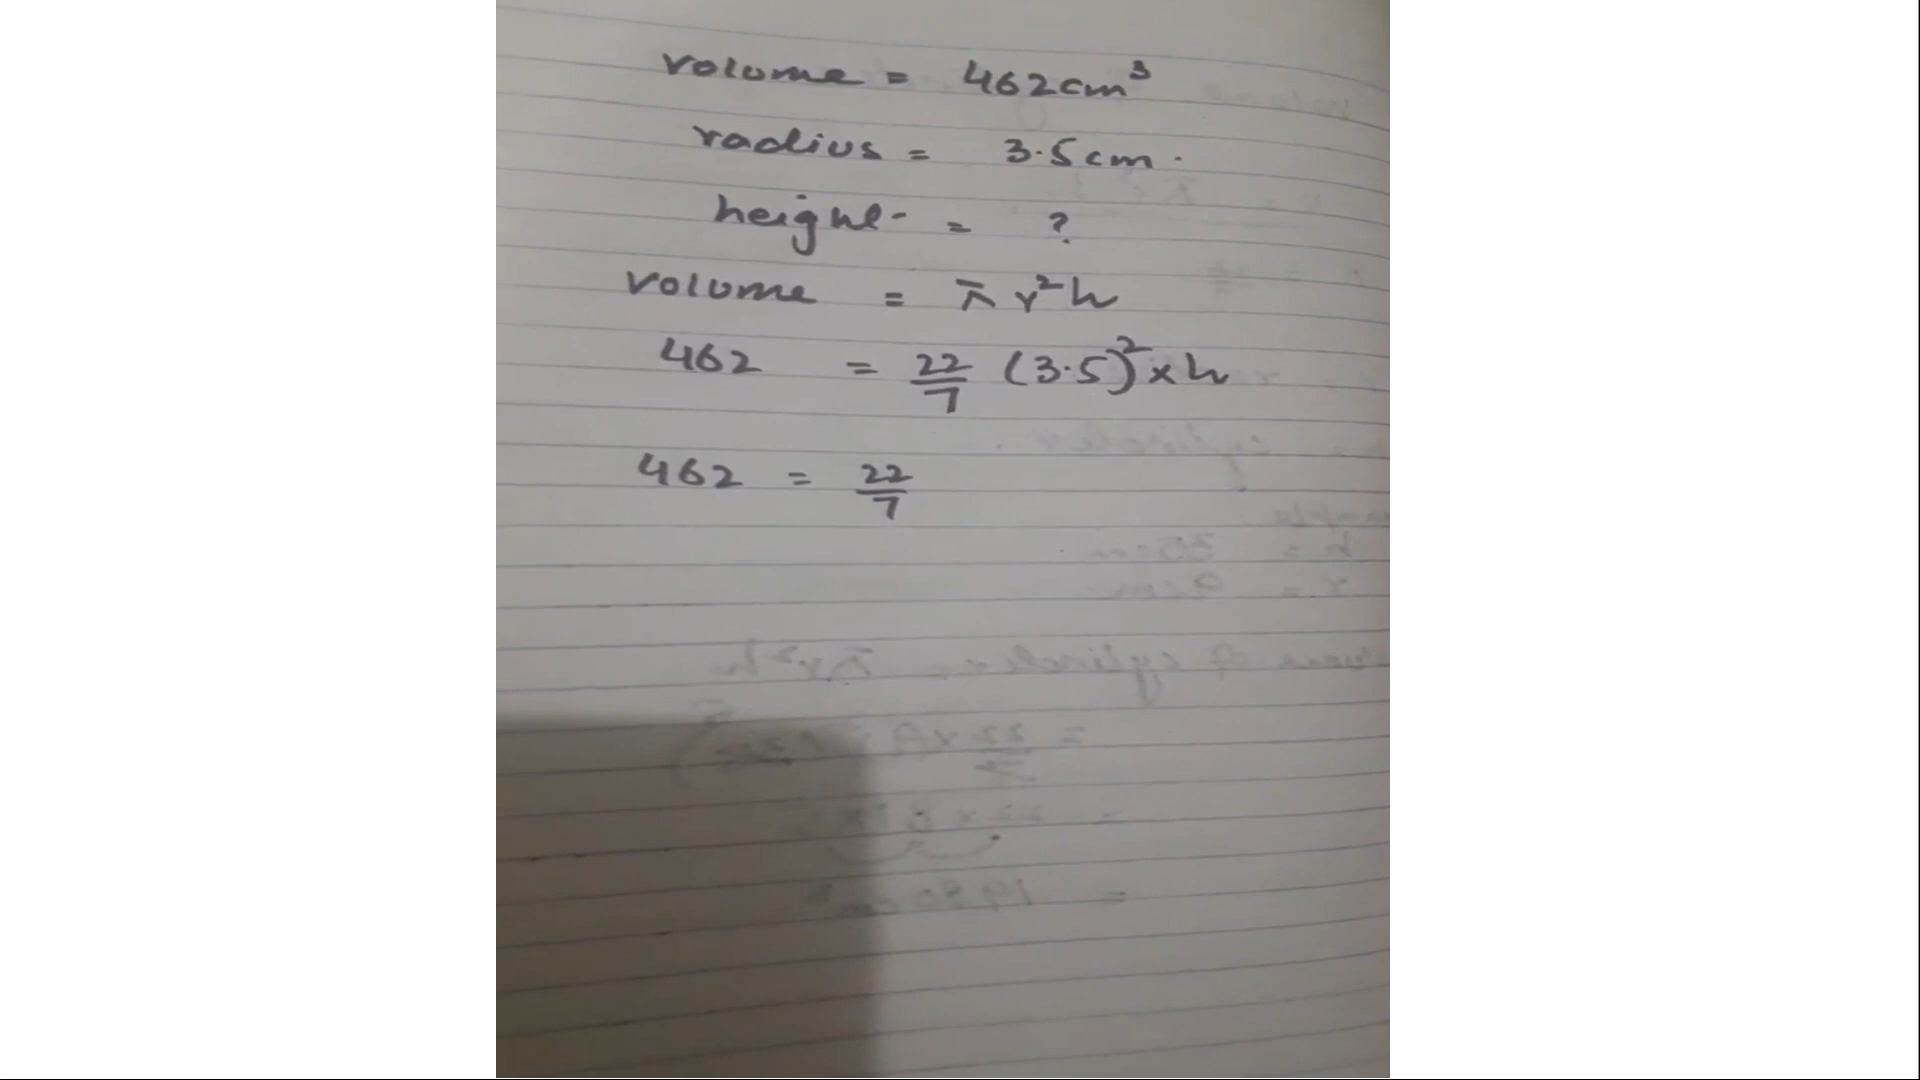 volume = 462cm³
radius = 3.5cm.
height = ?
volume = πr²h
462 = 22/7 (3.5)² x h
462 = 22/7